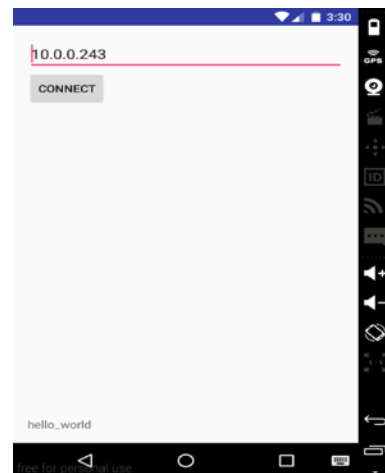 3:30
10.0.0.243
GPS
CONNECT
ID
hello_world
free for personal use